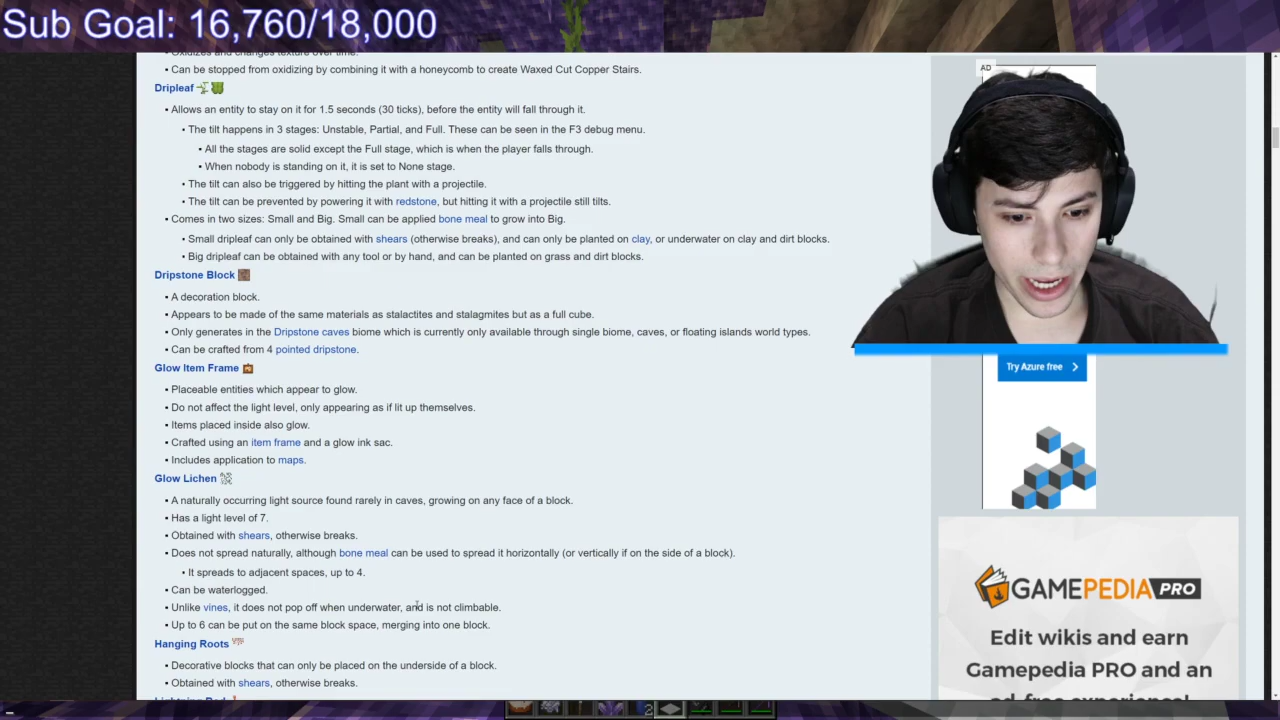 Sub Goal: 16,760/18,000
Oxidizes and changes texture over time.
• Can be stopped from oxidizing by combining it with a honeycomb to create Waxed Cut Copper Stairs.
Dripleaf
• Allows an entity to stay on it for 1.5 seconds (30 ticks), before the entity will fall through it.
• The tilt happens in 3 stages: Unstable, Partial, and Full. These can be seen in the F3 debug menu.
• All the stages are solid except the Full stage, which is when the player falls through.
• When nobody is standing on it, it is set to None stage.
• The tilt can also be triggered by hitting the plant with a projectile.
• The tilt can be prevented by powering it with redstone, but hitting it with a projectile still tilts.
• Comes in two sizes: Small and Big. Small can be applied bone meal to grow into Big.
• Small dripleaf can only be obtained with shears (otherwise breaks), and can only be planted on clay, or underwater on clay and dirt blocks.
• Big dripleaf can be obtained with any tool or by hand, and can be planted on grass and dirt blocks.
Dripstone Block
• A decoration block.
• Appears to be made of the same materials as stalactites and stalagmites but as a full cube.
• Only generates in the Dripstone caves biome which is currently only available through single biome, caves, or floating islands world types.
• Can be crafted from 4 pointed dripstone.
Glow Item Frame
• Placeable entities which appear to glow.
• Do not affect the light level, only appearing as if lit up themselves.
• Items placed inside also glow.
• Crafted using an item frame and a glow ink sac.
• Includes application to maps.
Glow Lichen
• A naturally occurring light source found rarely in caves, growing on any face of a block.
• Has a light level of 7.
• Obtained with shears, otherwise breaks.
• Does not spread naturally, although bone meal can be used to spread it horizontally (or vertically if on the side of a block).
• It spreads to adjacent spaces, up to 4.
• Can be waterlogged.
• Unlike vines, it does not pop off when underwater, and is not climbable.
• Up to 6 can be put on the same block space, merging into one block.
Hanging Roots
• Decorative blocks that can only be placed on the underside of a block.
• Obtained with shears, otherwise breaks.
Lightning Rod
AD
Try Azure free
GAMEPEDIA PRO
Edit wikis and earn
Gamepedia PRO and an
ad-free experience!
2